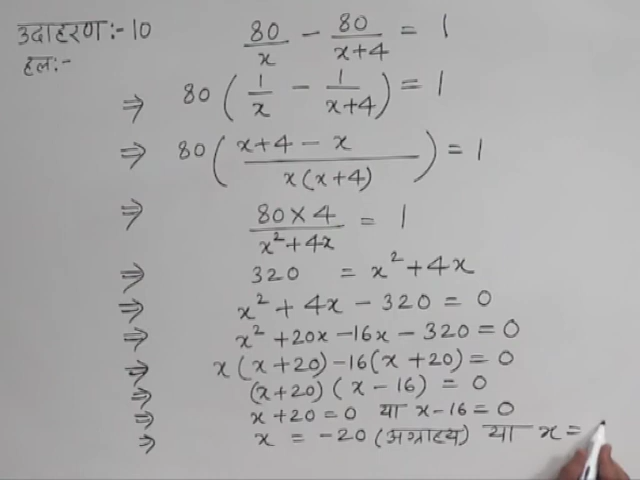 उदाहरण:- 10 80/x - 80/(x+4) = 1
हल:-
⇒ 80 ( 1/x - 1/(x+4) ) = 1
⇒ 80 ( (x+4 - x) / x(x+4) ) = 1
⇒ (80 × 4)/(x² + 4x) = 1
⇒ 320 = x² + 4x
⇒ x² + 4x - 320 = 0
⇒ x² + 20x - 16x - 320 = 0
⇒ x(x+20) - 16(x+20) = 0
⇒ (x+20)(x-16) = 0
⇒ x+20 = 0 या x-16 = 0
⇒ x = -20 (अग्राह्य) या x =